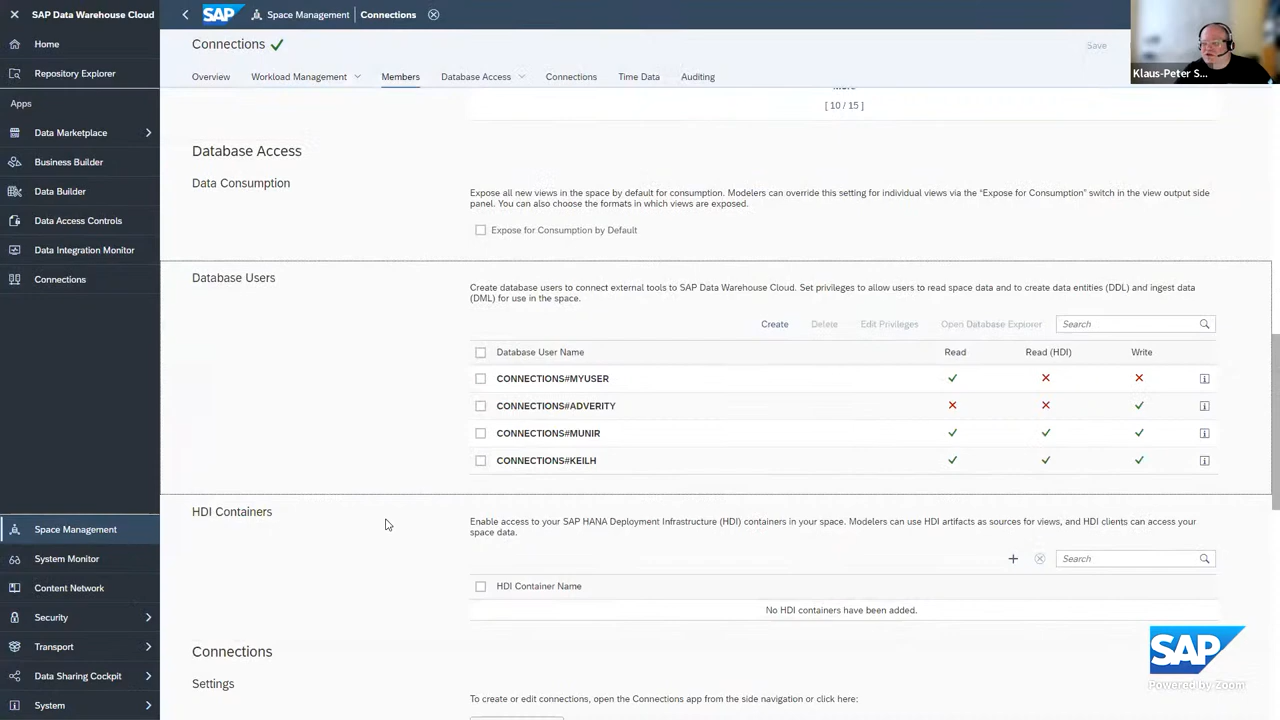 SAP Data Warehouse Cloud
SAP Space Management Connections
Home
Repository Explorer
Apps
Data Marketplace
Business Builder
Data Builder
Data Access Controls
Data Integration Monitor
Connections
Space Management
System Monitor
Content Network
Security
Transport
Data Sharing Cockpit
System
Connections
Save
Klaus-Peter S...
Overview Workload Management Members Database Access Connections Time Data Auditing
[ 10 / 15 ]
Database Access
Data Consumption
Expose all new views in the space by default for consumption. Modelers can override this setting for individual views via the "Expose for Consumption" switch in the view output side
panel. You can also choose the formats in which views are exposed.
Expose for Consumption by Default
Database Users
Create database users to connect external tools to SAP Data Warehouse Cloud. Set privileges to allow users to read space data and to create data entities (DDL) and ingest data
(DML) for use in the space.
Create Delete Edit Privileges Open Database Explorer Search
Database User Name Read Read (HDI) Write
CONNECTIONS#MYUSER
CONNECTIONS#ADVERITY
CONNECTIONS#MUNIR
CONNECTIONS#KEILH
HDI Containers
Enable access to your SAP HANA Deployment Infrastructure (HDI) containers in your space. Modelers can use HDI artifacts as sources for views, and HDI clients can access your
space data.
Search
HDI Container Name
No HDI containers have been added.
Connections
Settings
To create or edit connections, open the Connections app from the side navigation or click here:
SAP
Powered by Zoom